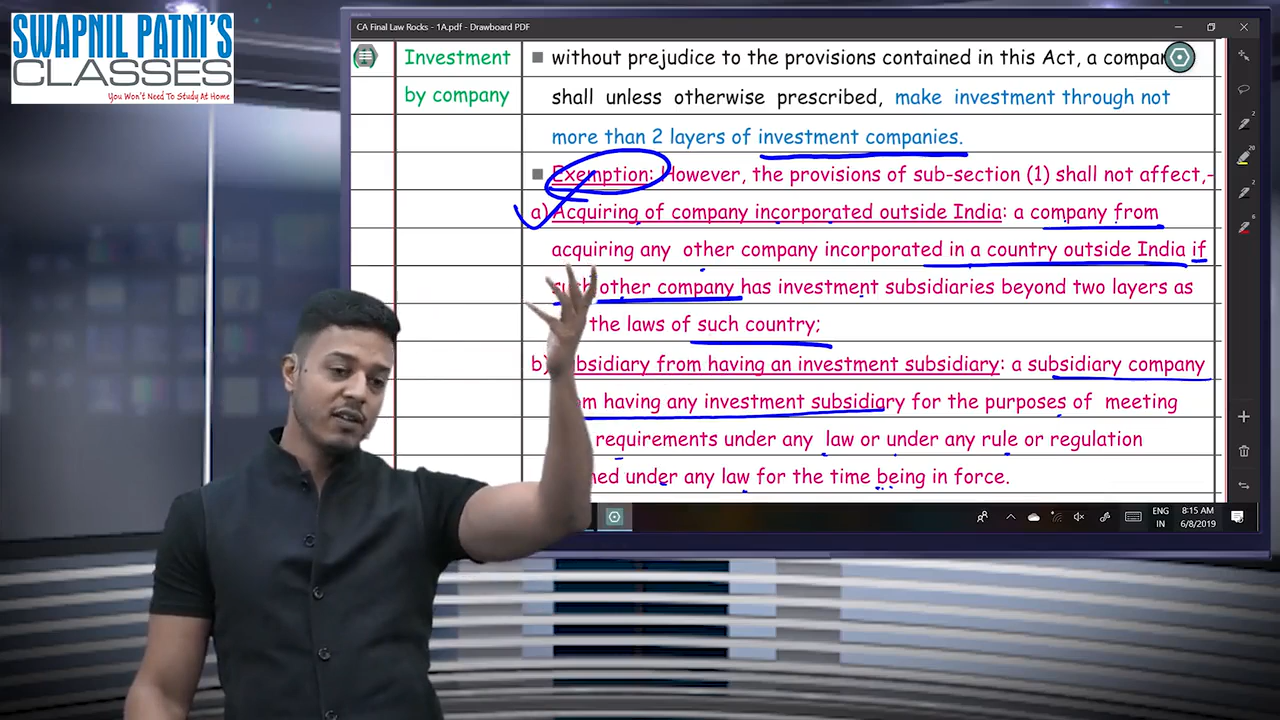 SWAPNIL PATNI'S
CLASSES
You Won't Need To Study At Home
CA Final Law Rocks - 1A.pdf - Drawboard PDF
Investment
by company
■ without prejudice to the provisions contained in this Act, a
shall unless otherwise prescribed, make investment through not
more than 2 layers of investment companies.
■ Exemption: However, the provisions of sub-section (1) shall not affect,-
a) Acquiring of company incorporated outside India: a company from
acquiring any other company incorporated in a country outside India if
such other company has investment subsidiaries beyond two layers as
the laws of such country;
b) subsidiary from having an investment subsidiary: a subsidiary company
having any investment subsidiary for the purposes of meeting
requirements under any law or under any rule or regulation
under any law for the time being in force.
ENG
IN
8:15 AM
6/8/2019